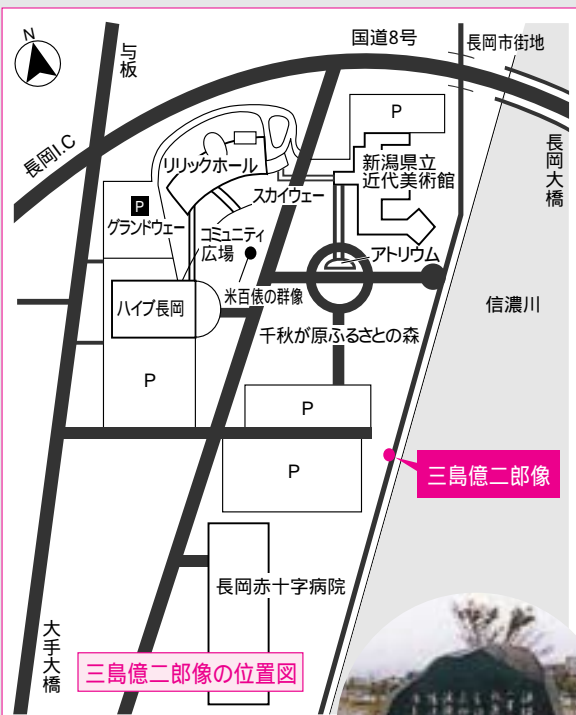 N
与板
国道8号
長岡市街地
長岡I.C
P
長岡大橋
リリックホール
新潟県立
近代美術館
スカイウェー
P
グランドウェー
コミュニティ
広場
アトリウム
ハイブ長岡
米百俵の群像
信濃川
千秋が原ふるさとの森
P
P
P
三島億二郎像
長岡赤十字病院
大手大橋
三島億二郎像の位置図